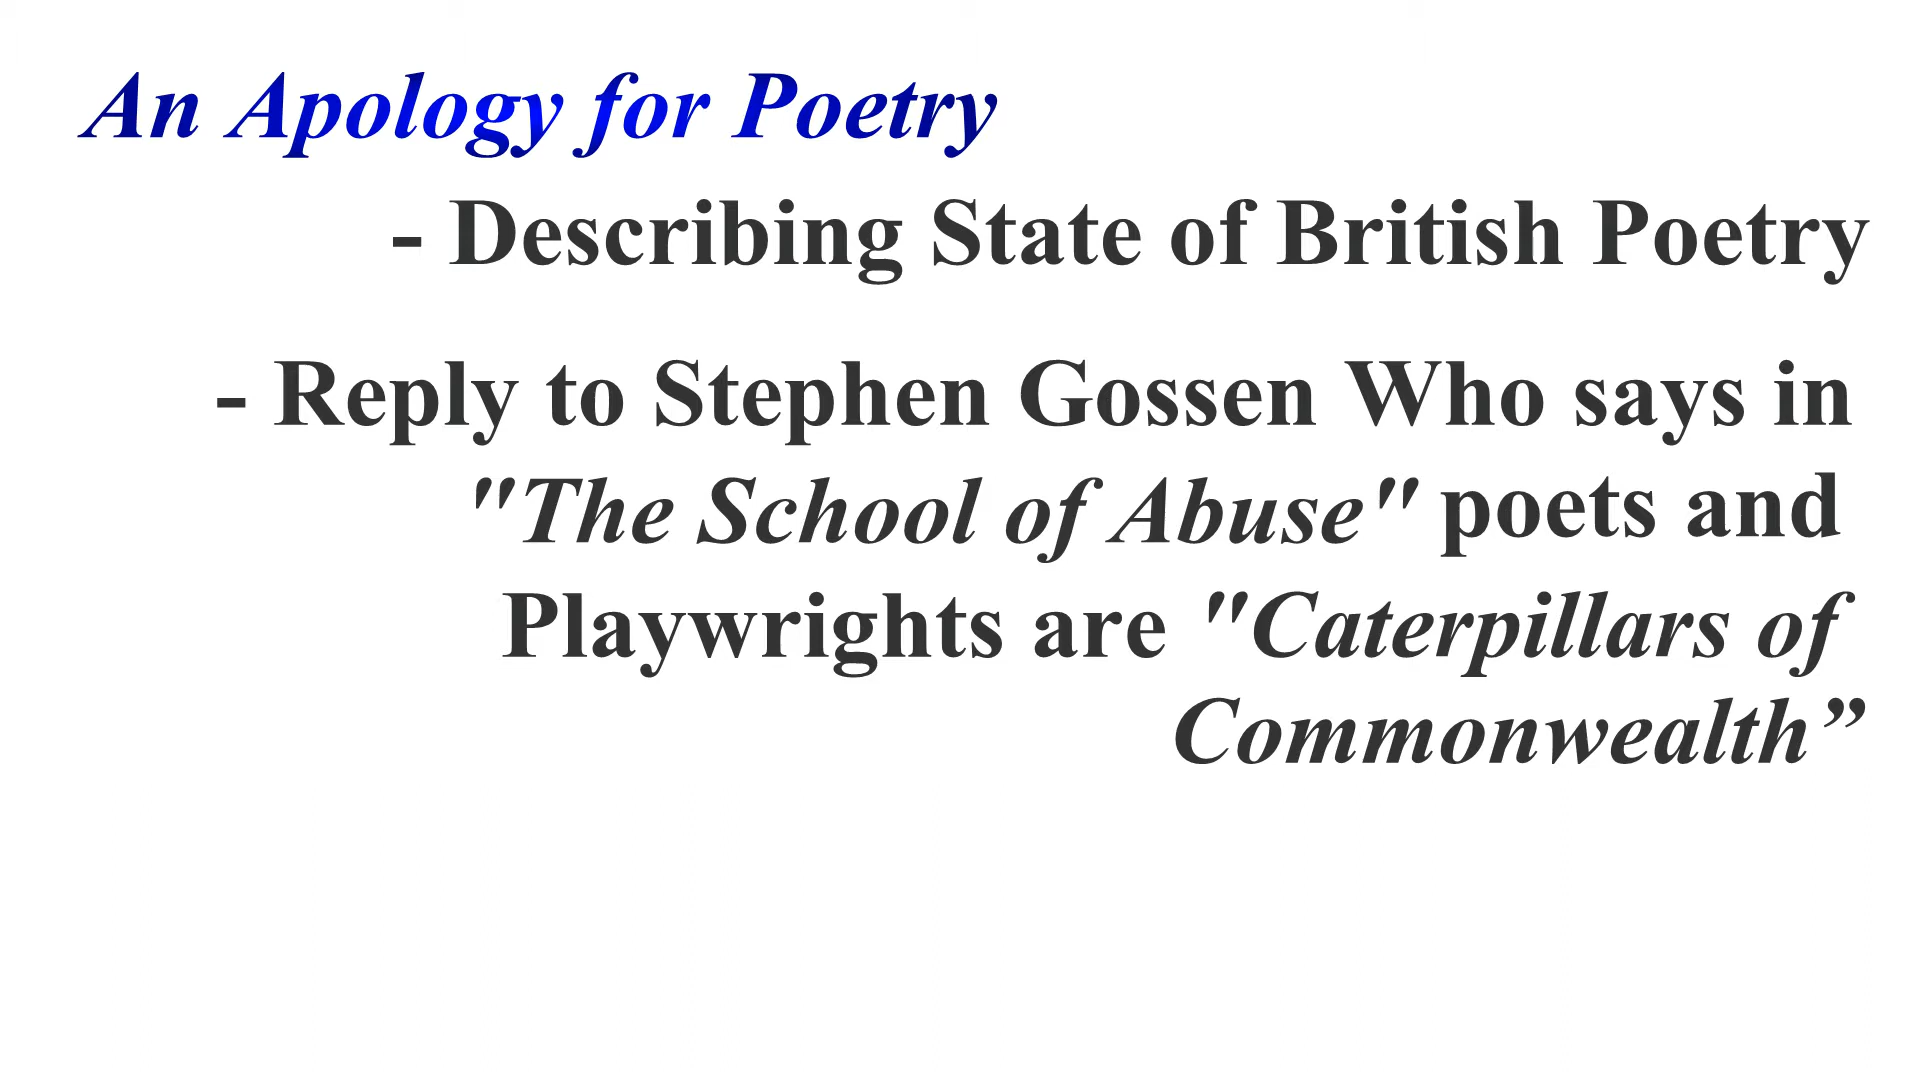 An Apology for Poetry
- Describing State of British Poetry
- Reply to Stephen Gossen Who says in
"The School of Abuse" poets and
Playwrights are "Caterpillars of
Commonwealth”